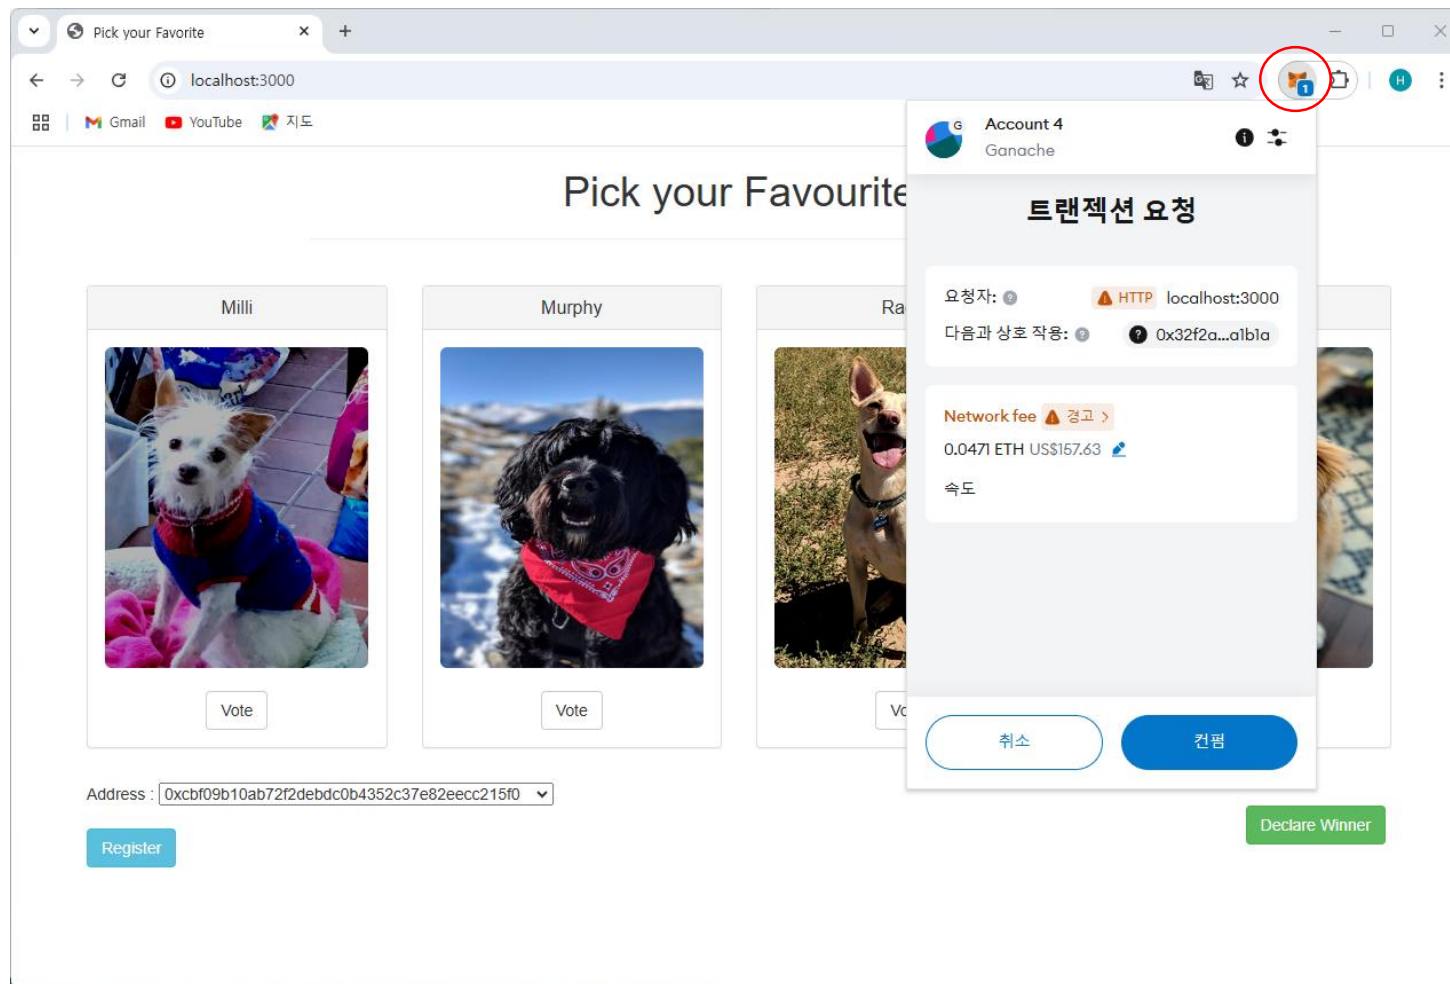 Pick your Favorite
localhost:3000
1
H
Gmail
YouTube
지도
G
Account 4
Ganache
Pick your Favourite
트랜젝션 요청
요청자:
HTTP
localhost:3000
다음과 상호 작용:
0x32f2a...a1b1a
Network fee
경고 >
0.0471 ETH US$157.63
속도
취소
컨펌
Milli
Murphy
Ra
Vote
Vote
Vo
Address :
0xcbf09b10ab72f2debdc0b4352c37e82eecc215f0
Register
Declare Winner